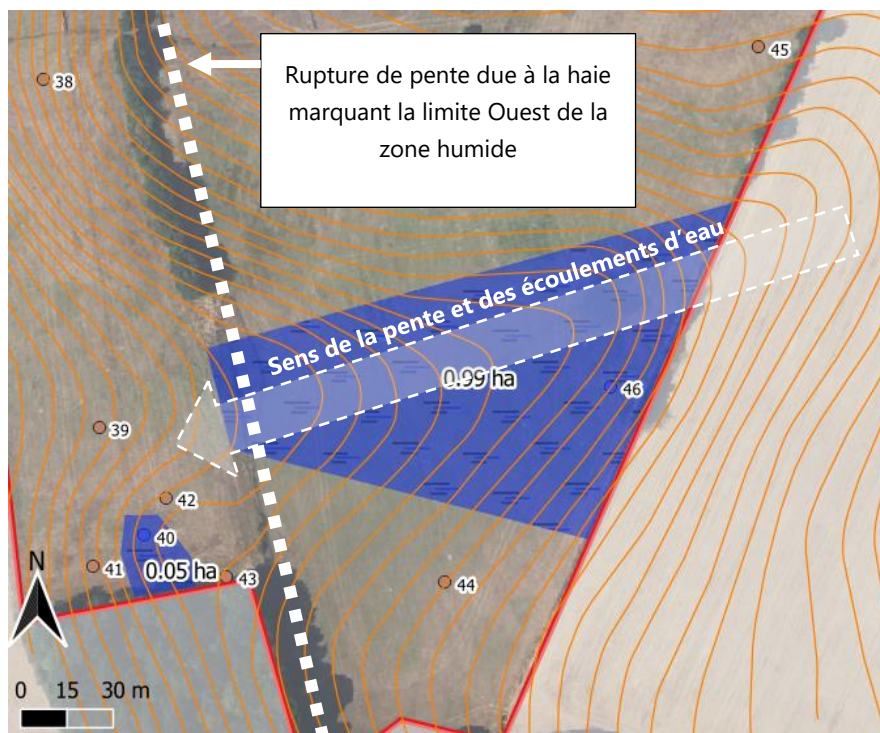 Rupture de pente due à la haie
marquant la limite Ouest de la
zone humide
45
38
Sens de la pente et des écoulements d'eau
0.99 ha
46
39
42
40
41
0.05 ha
43
44
N
0 15 30 m